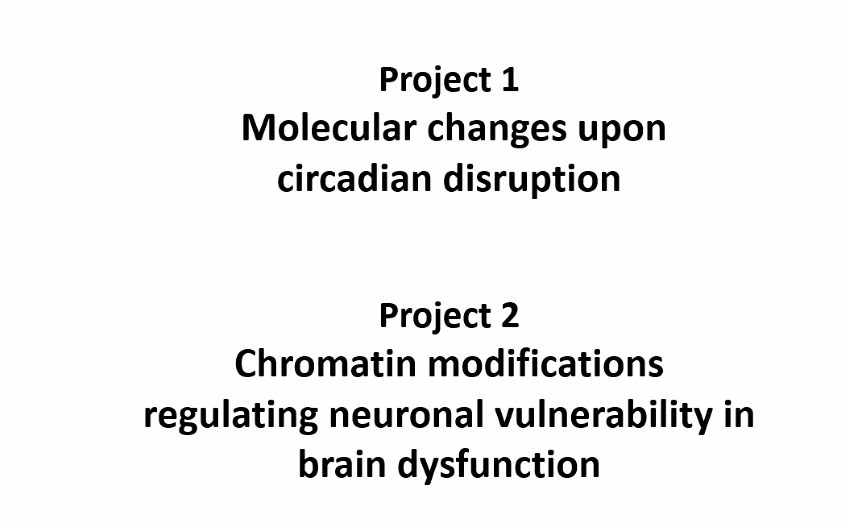 Project 1
Molecular changes upon
circadian disruption
Project 2
Chromatin modifications
regulating neuronal vulnerability in
brain dysfunction